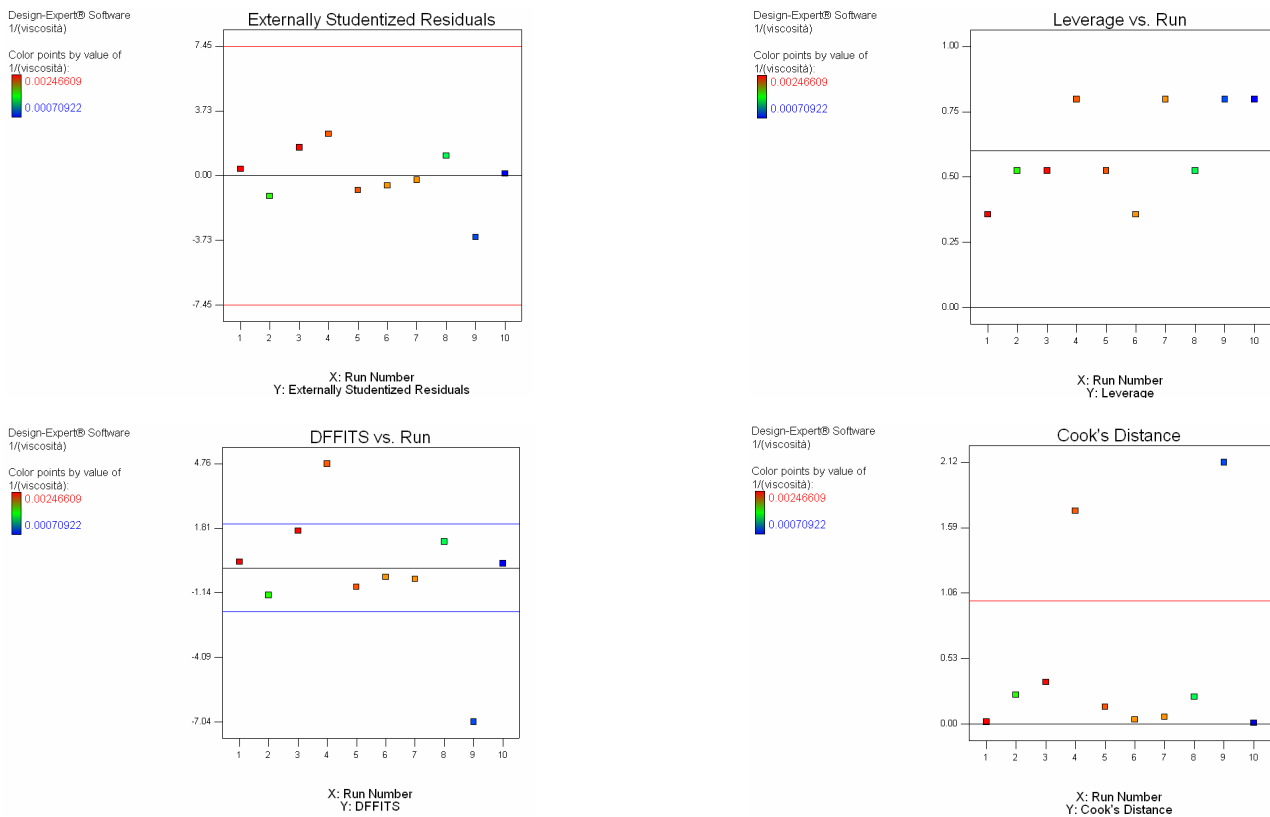 Design-Expert® Software
1/(viscosità)
Color points by value of
1/(viscosità):
0.00246609
0.00070922
Externally Studentized Residuals
7.45
3.73
0.00
-3.73
-7.45
1 2 3 4 5 6 7 8 9 10
X: Run Number
Y: Externally Studentized Residuals
Design-Expert® Software
1/(viscosità)
Color points by value of
1/(viscosità):
0.00246609
0.00070922
Leverage vs. Run
1.00
0.75
0.50
0.25
0.00
1 2 3 4 5 6 7 8 9 10
X: Run Number
Y: Leverage
Design-Expert® Software
1/(viscosità)
Color points by value of
1/(viscosità):
0.00246609
0.00070922
DFFITS vs. Run
4.76
1.81
-1.14
-4.09
-7.04
1 2 3 4 5 6 7 8 9 10
X: Run Number
Y: DFFITS
Design-Expert® Software
1/(viscosità)
Color points by value of
1/(viscosità):
0.00246609
0.00070922
Cook's Distance
2.12
1.59
1.06
0.53
0.00
1 2 3 4 5 6 7 8 9 10
X: Run Number
Y: Cook's Distance